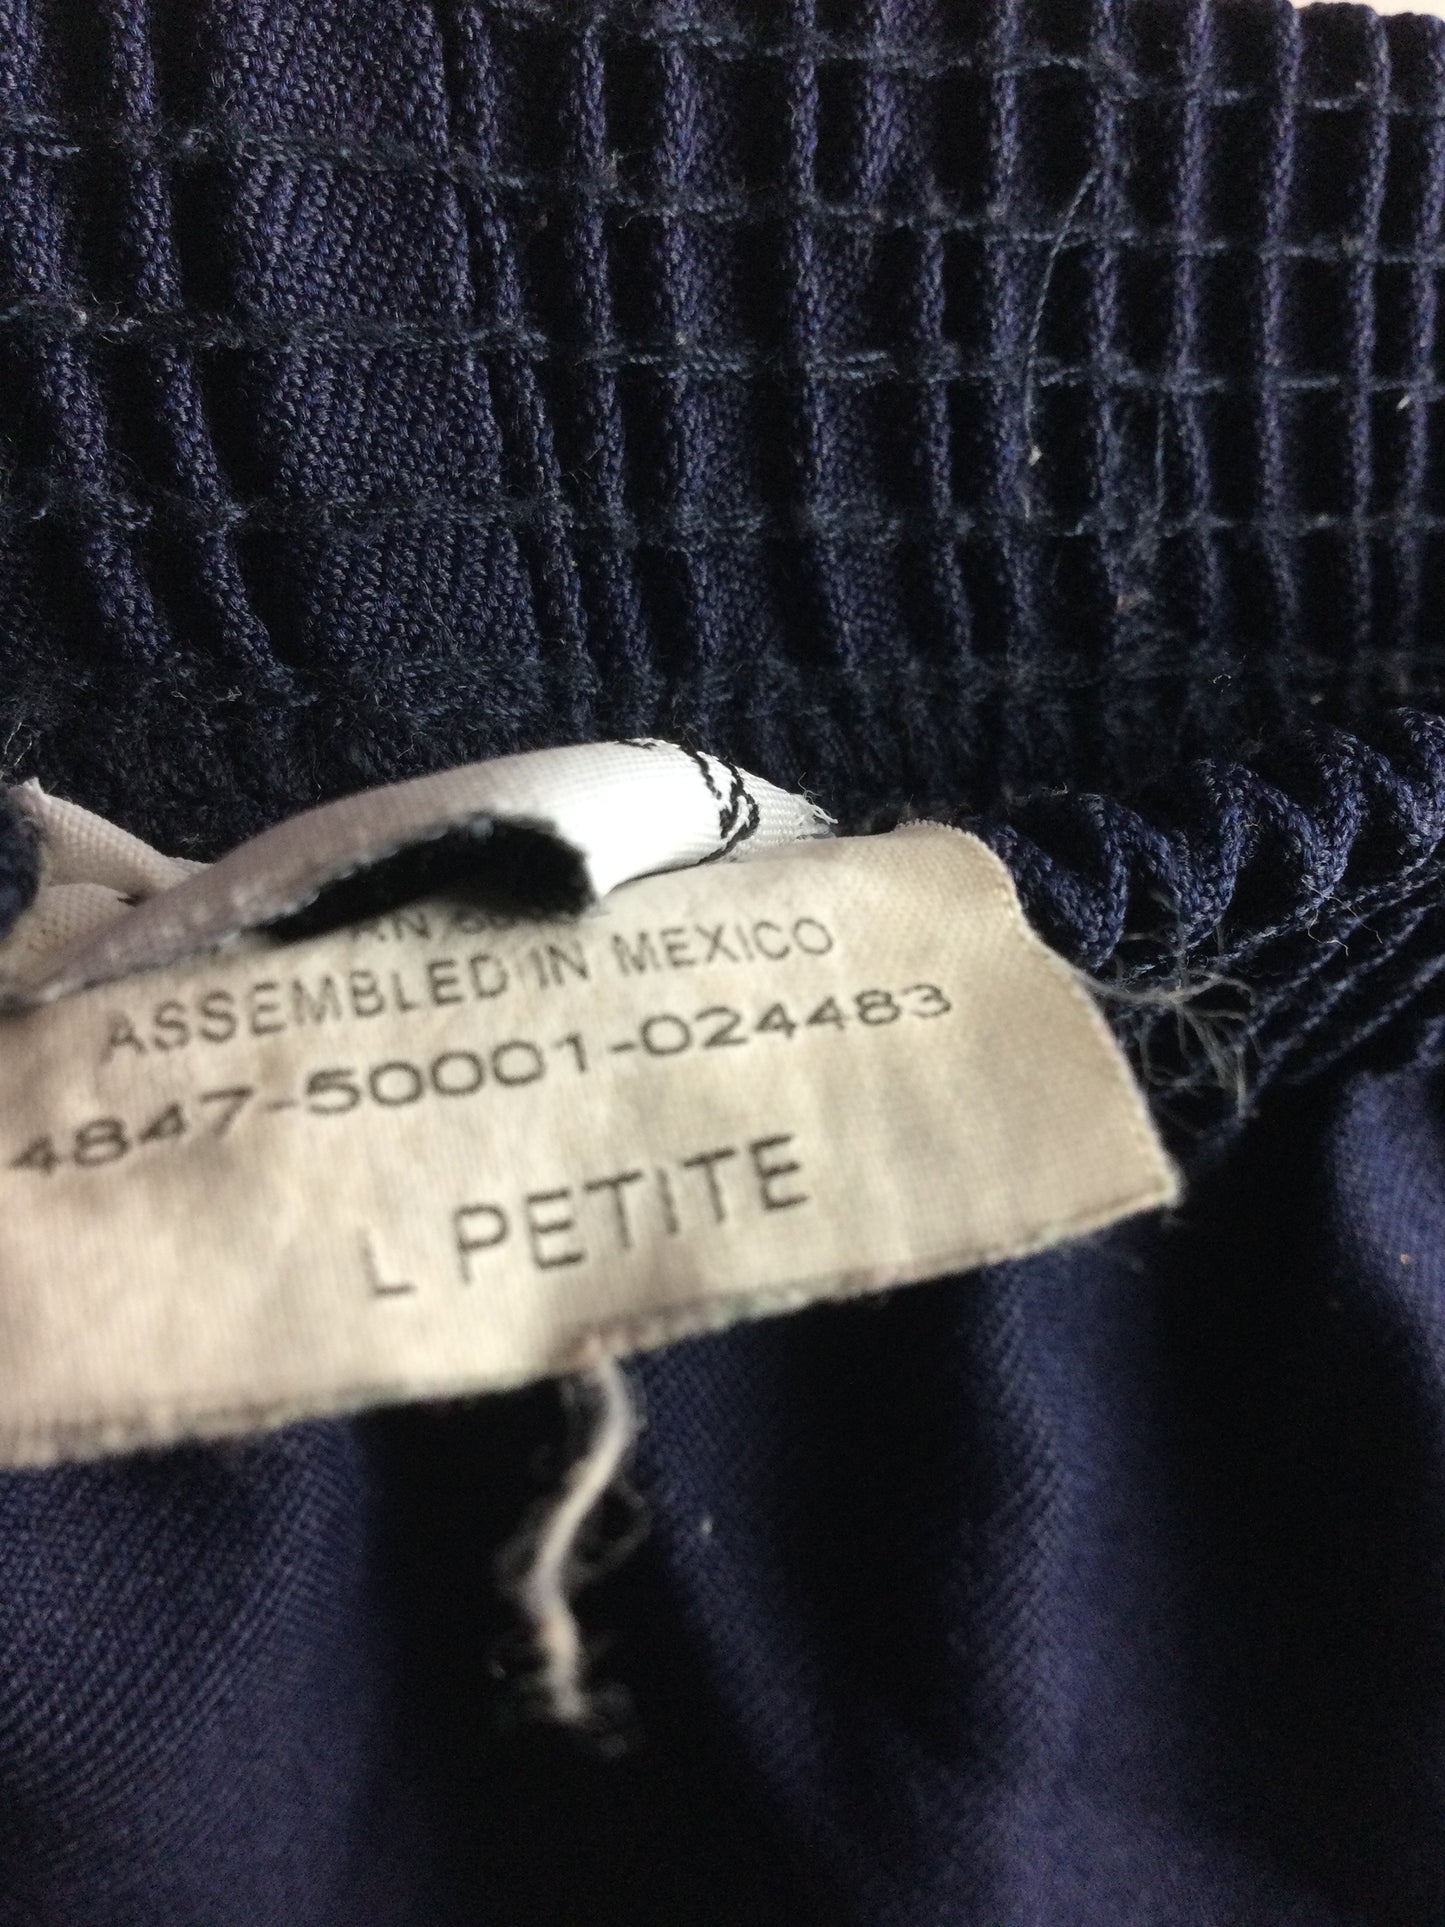 ASSEMBLED IN MEXICO
4847-50001-024483
L PETITE